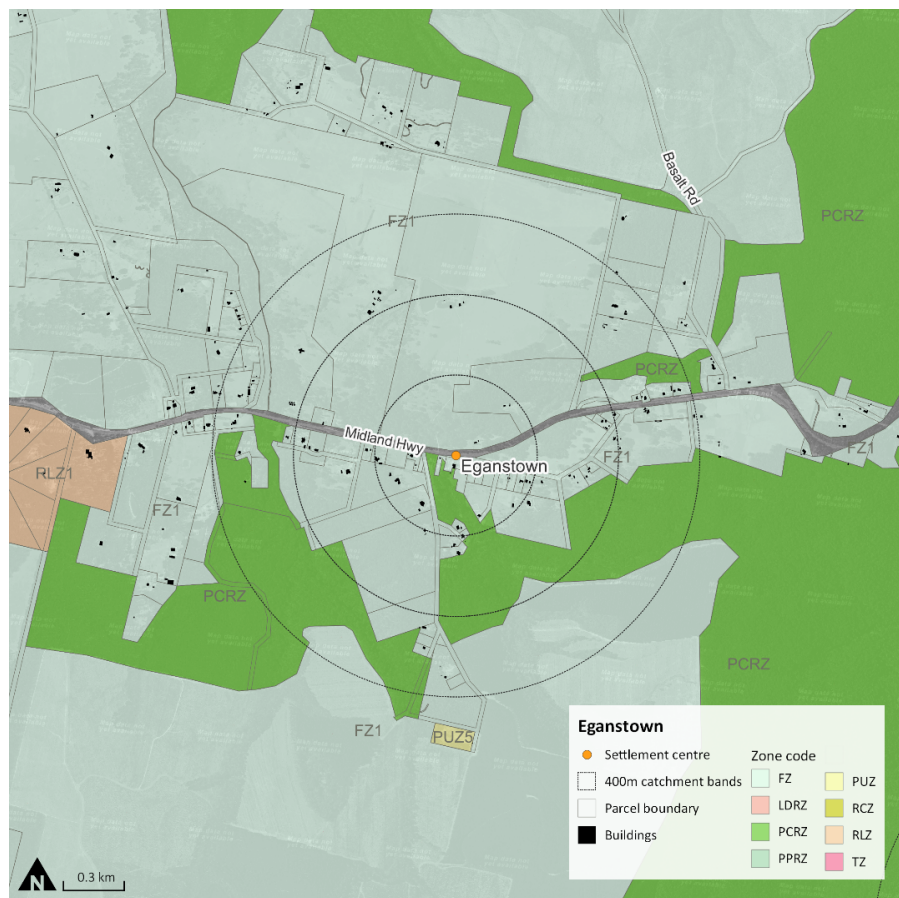 Basalt Rd
PCRZ
FZ1
PCRZ
Midland Hwy
Eganstown
FZ1
FZ1
RLZ1
FZ1
PCRZ
PCRZ
FZ1
PUZ5
Eganstown
Settlement centre
400m catchment bands
Parcel boundary
Buildings
Zone code
FZ
LDRZ
PCRZ
PPRZ
PUZ
RCZ
RLZ
TZ
N
0.3 km